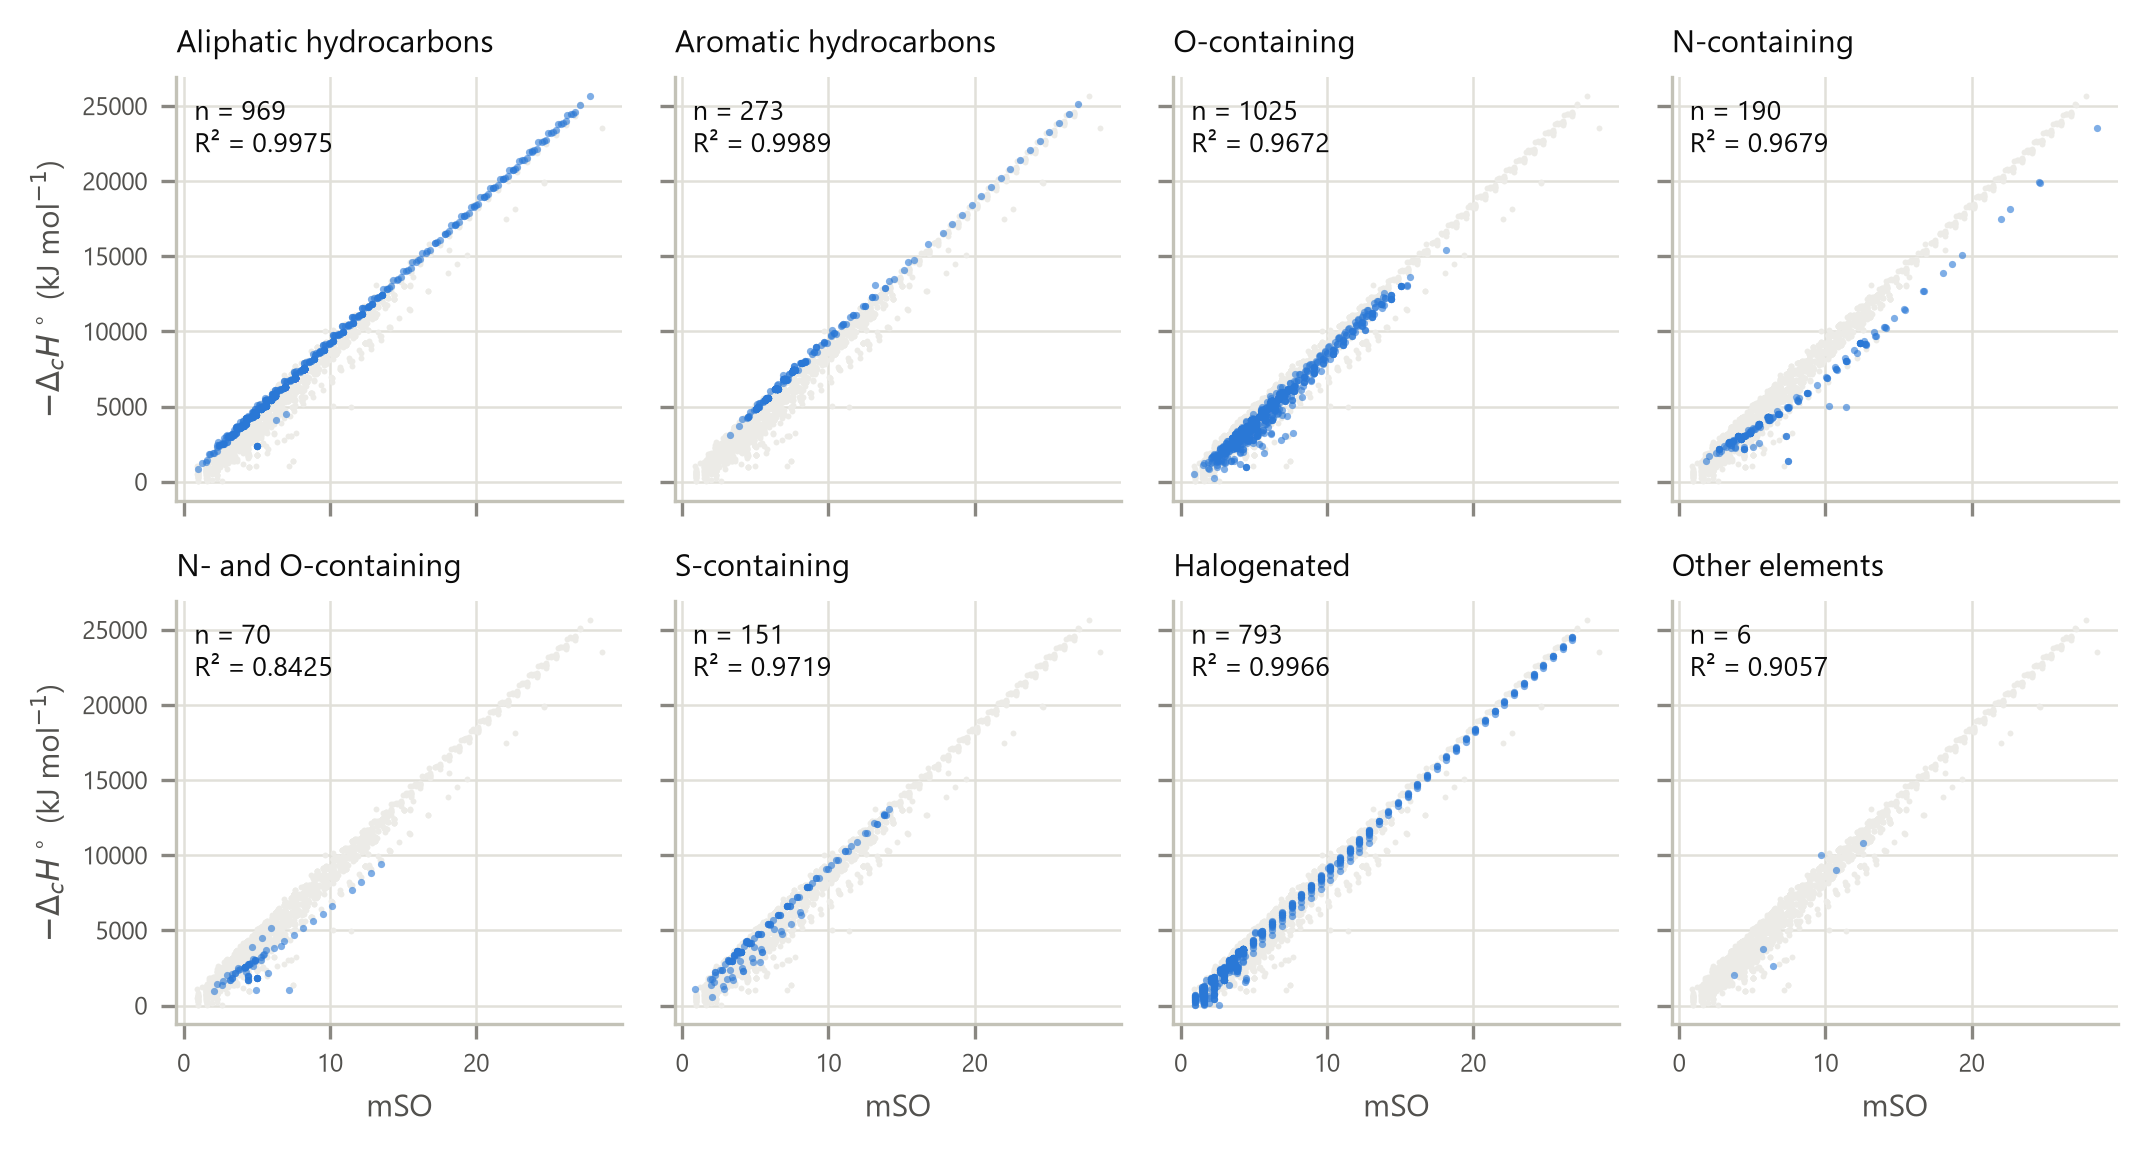 Aliphatic hydrocarbons
Aromatic hydrocarbons
O-containing
N-containing
n = 969
R² = 0.9975
n = 273
R² = 0.9989
n = 1025
R² = 0.9672
n = 190
R² = 0.9679
25000
20000
15000
10000
5000
0
−Δ_cH° (kJ mol⁻¹)
N- and O-containing
S-containing
Halogenated
Other elements
n = 70
R² = 0.8425
n = 151
R² = 0.9719
n = 793
R² = 0.9966
n = 6
R² = 0.9057
25000
20000
15000
10000
5000
0
−Δ_cH° (kJ mol⁻¹)
0 10 20
0 10 20
0 10 20
0 10 20
mSO
mSO
mSO
mSO